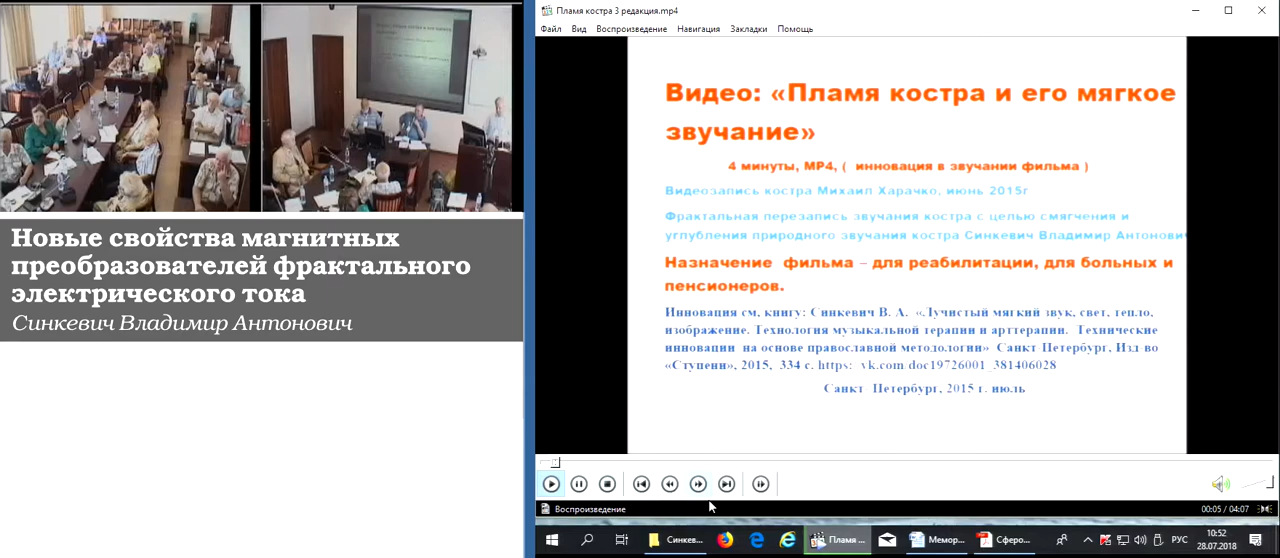 Новые свойства магнитных
преобразователей фрактального
электрического тока
Синкевич Владимир Антонович
Пламя костра 3 редакция.mp4
Файл Вид Воспроизведение Навигация Закладки Помощь
Видео: «Пламя костра и его мягкое
звучание»
4 минуты, MP4, ( инновация в звучании фильма )
Видеозапись костра Михаил Харачко, июнь 2015г
Фрактальная перезапись звучания костра с целью смягчения и
углубления природного звучания костра Синкевич Владимир Антонович
Назначение фильма – для реабилитации, для больных и
пенсионеров.
Инновация см, книгу: Синкевич В. А. «Лучистый мягкий звук, свет, тепло,
изображение. Технология музыкальной терапии и арттерапии. Технические
инновации на основе православной методологии» Санкт-Петербург, Изд-во
«Ступени», 2015, 334 с. https: vk.com/doc19726001_381406028
Санкт Петербург, 2015 г. июль
Воспроизведение
00:05 / 04:07
Синкев...
Пламя ...
Мемор...
Сферо...
РУС
10:52
28.07.2018